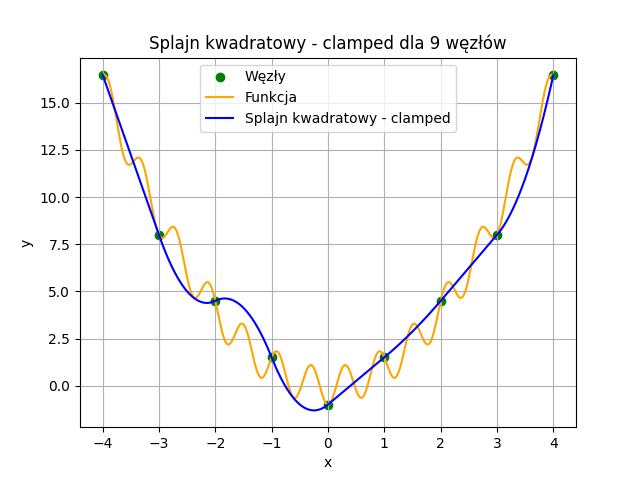 Splajn kwadratowy - clamped dla 9 węzłów
Węzły
Funkcja
Splajn kwadratowy - clamped
y
15.0
12.5
10.0
7.5
5.0
2.5
0.0
−4
−3
−2
−1
0
1
2
3
4
x